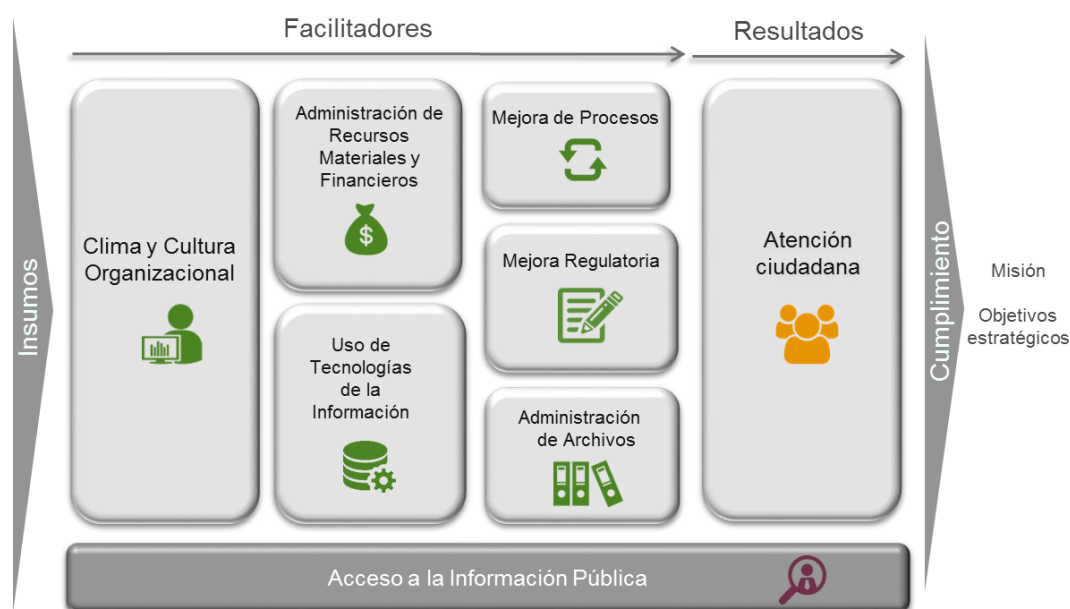 Facilitadores
Resultados
Insumos
Clima y Cultura
Organizacional
Administración de
Recursos
Materiales y
Financieros
$
Uso de
Tecnologías
de la
Información
Mejora de Procesos
Mejora Regulatoria
Administración
de Archivos
Atención
ciudadana
Cumplimiento
Misión
Objetivos
estratégicos
Acceso a la Información Pública